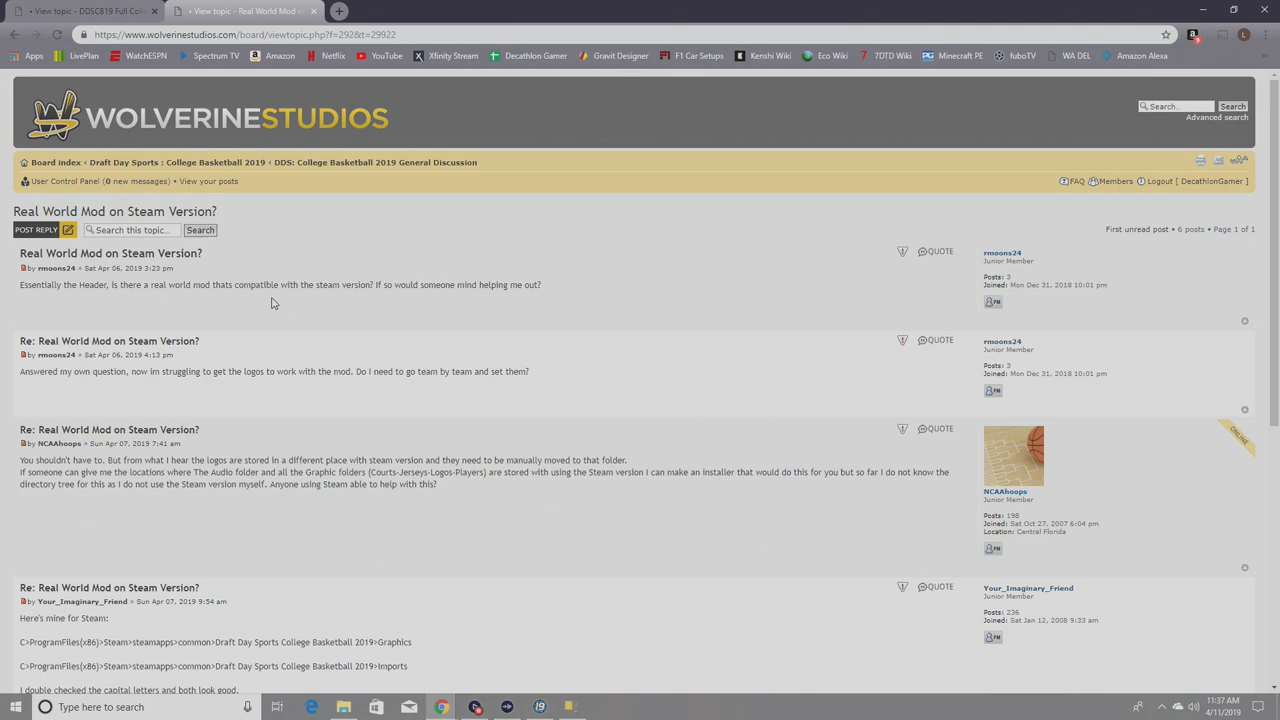 View topic - DDSCB19 Full Coll
View topic - Real World Mod o
https://www.wolverinestudios.com/board/viewtopic.php?f=292&t=29922
Apps LivePlan WatchESPN Spectrum TV Amazon Netflix YouTube Xfinity Stream Decathlon Gamer Gravit Designer F1 Car Setups Kenshi Wiki Eco Wiki 7DTD Wiki Minecraft PE fuboTV WA DEL Amazon Alexa
WOLVERINESTUDIOS
Search... Search
Advanced search
Board index ‹ Draft Day Sports : College Basketball 2019 ‹ DDS: College Basketball 2019 General Discussion
User Control Panel (0 new messages) • View your posts
FAQ Members Logout [ DecathlonGamer ]
Real World Mod on Steam Version?
POST REPLY Search this topic... Search
First unread post • 6 posts • Page 1 of 1
Real World Mod on Steam Version?
by rmoons24 » Sat Apr 06, 2019 3:23 pm
Essentially the Header, is there a real world mod thats compatible with the steam version? If so would someone mind helping me out?
QUOTE
rmoons24
Junior Member
Posts: 3
Joined: Mon Dec 31, 2018 10:01 pm
PM
Re: Real World Mod on Steam Version?
by rmoons24 » Sat Apr 06, 2019 4:13 pm
Answered my own question, now im struggling to get the logos to work with the mod. Do I need to go team by team and set them?
QUOTE
rmoons24
Junior Member
Posts: 3
Joined: Mon Dec 31, 2018 10:01 pm
PM
Re: Real World Mod on Steam Version?
by NCAAhoops » Sun Apr 07, 2019 7:41 am
You shouldn't have to. But from what I hear the logos are stored in a different place with steam version and they need to be manually moved to that folder.
If someone can give me the locations where The Audio folder and all the Graphic folders (Courts-Jerseys-Logos-Players) are stored with using the Steam version I can make an installer that would do this for you but so far I do not know the
directory tree for this as I do not use the Steam version myself. Anyone using Steam able to help with this?
QUOTE
ONLINE
NCAAhoops
Junior Member
Posts: 198
Joined: Sat Oct 27, 2007 6:04 pm
Location: Central Florida
PM
Re: Real World Mod on Steam Version?
by Your_Imaginary_Friend » Sun Apr 07, 2019 9:54 am
Here's mine for Steam:
C>ProgramFiles(x86)>Steam>steamapps>common>Draft Day Sports College Basketball 2019>Graphics
C>ProgramFiles(x86)>Steam>steamapps>common>Draft Day Sports College Basketball 2019>Imports
I double checked the capital letters and both look good.
QUOTE
Your_Imaginary_Friend
Junior Member
Posts: 236
Joined: Sat Jan 12, 2008 9:33 am
PM
Type here to search
11:37 AM
4/11/2019